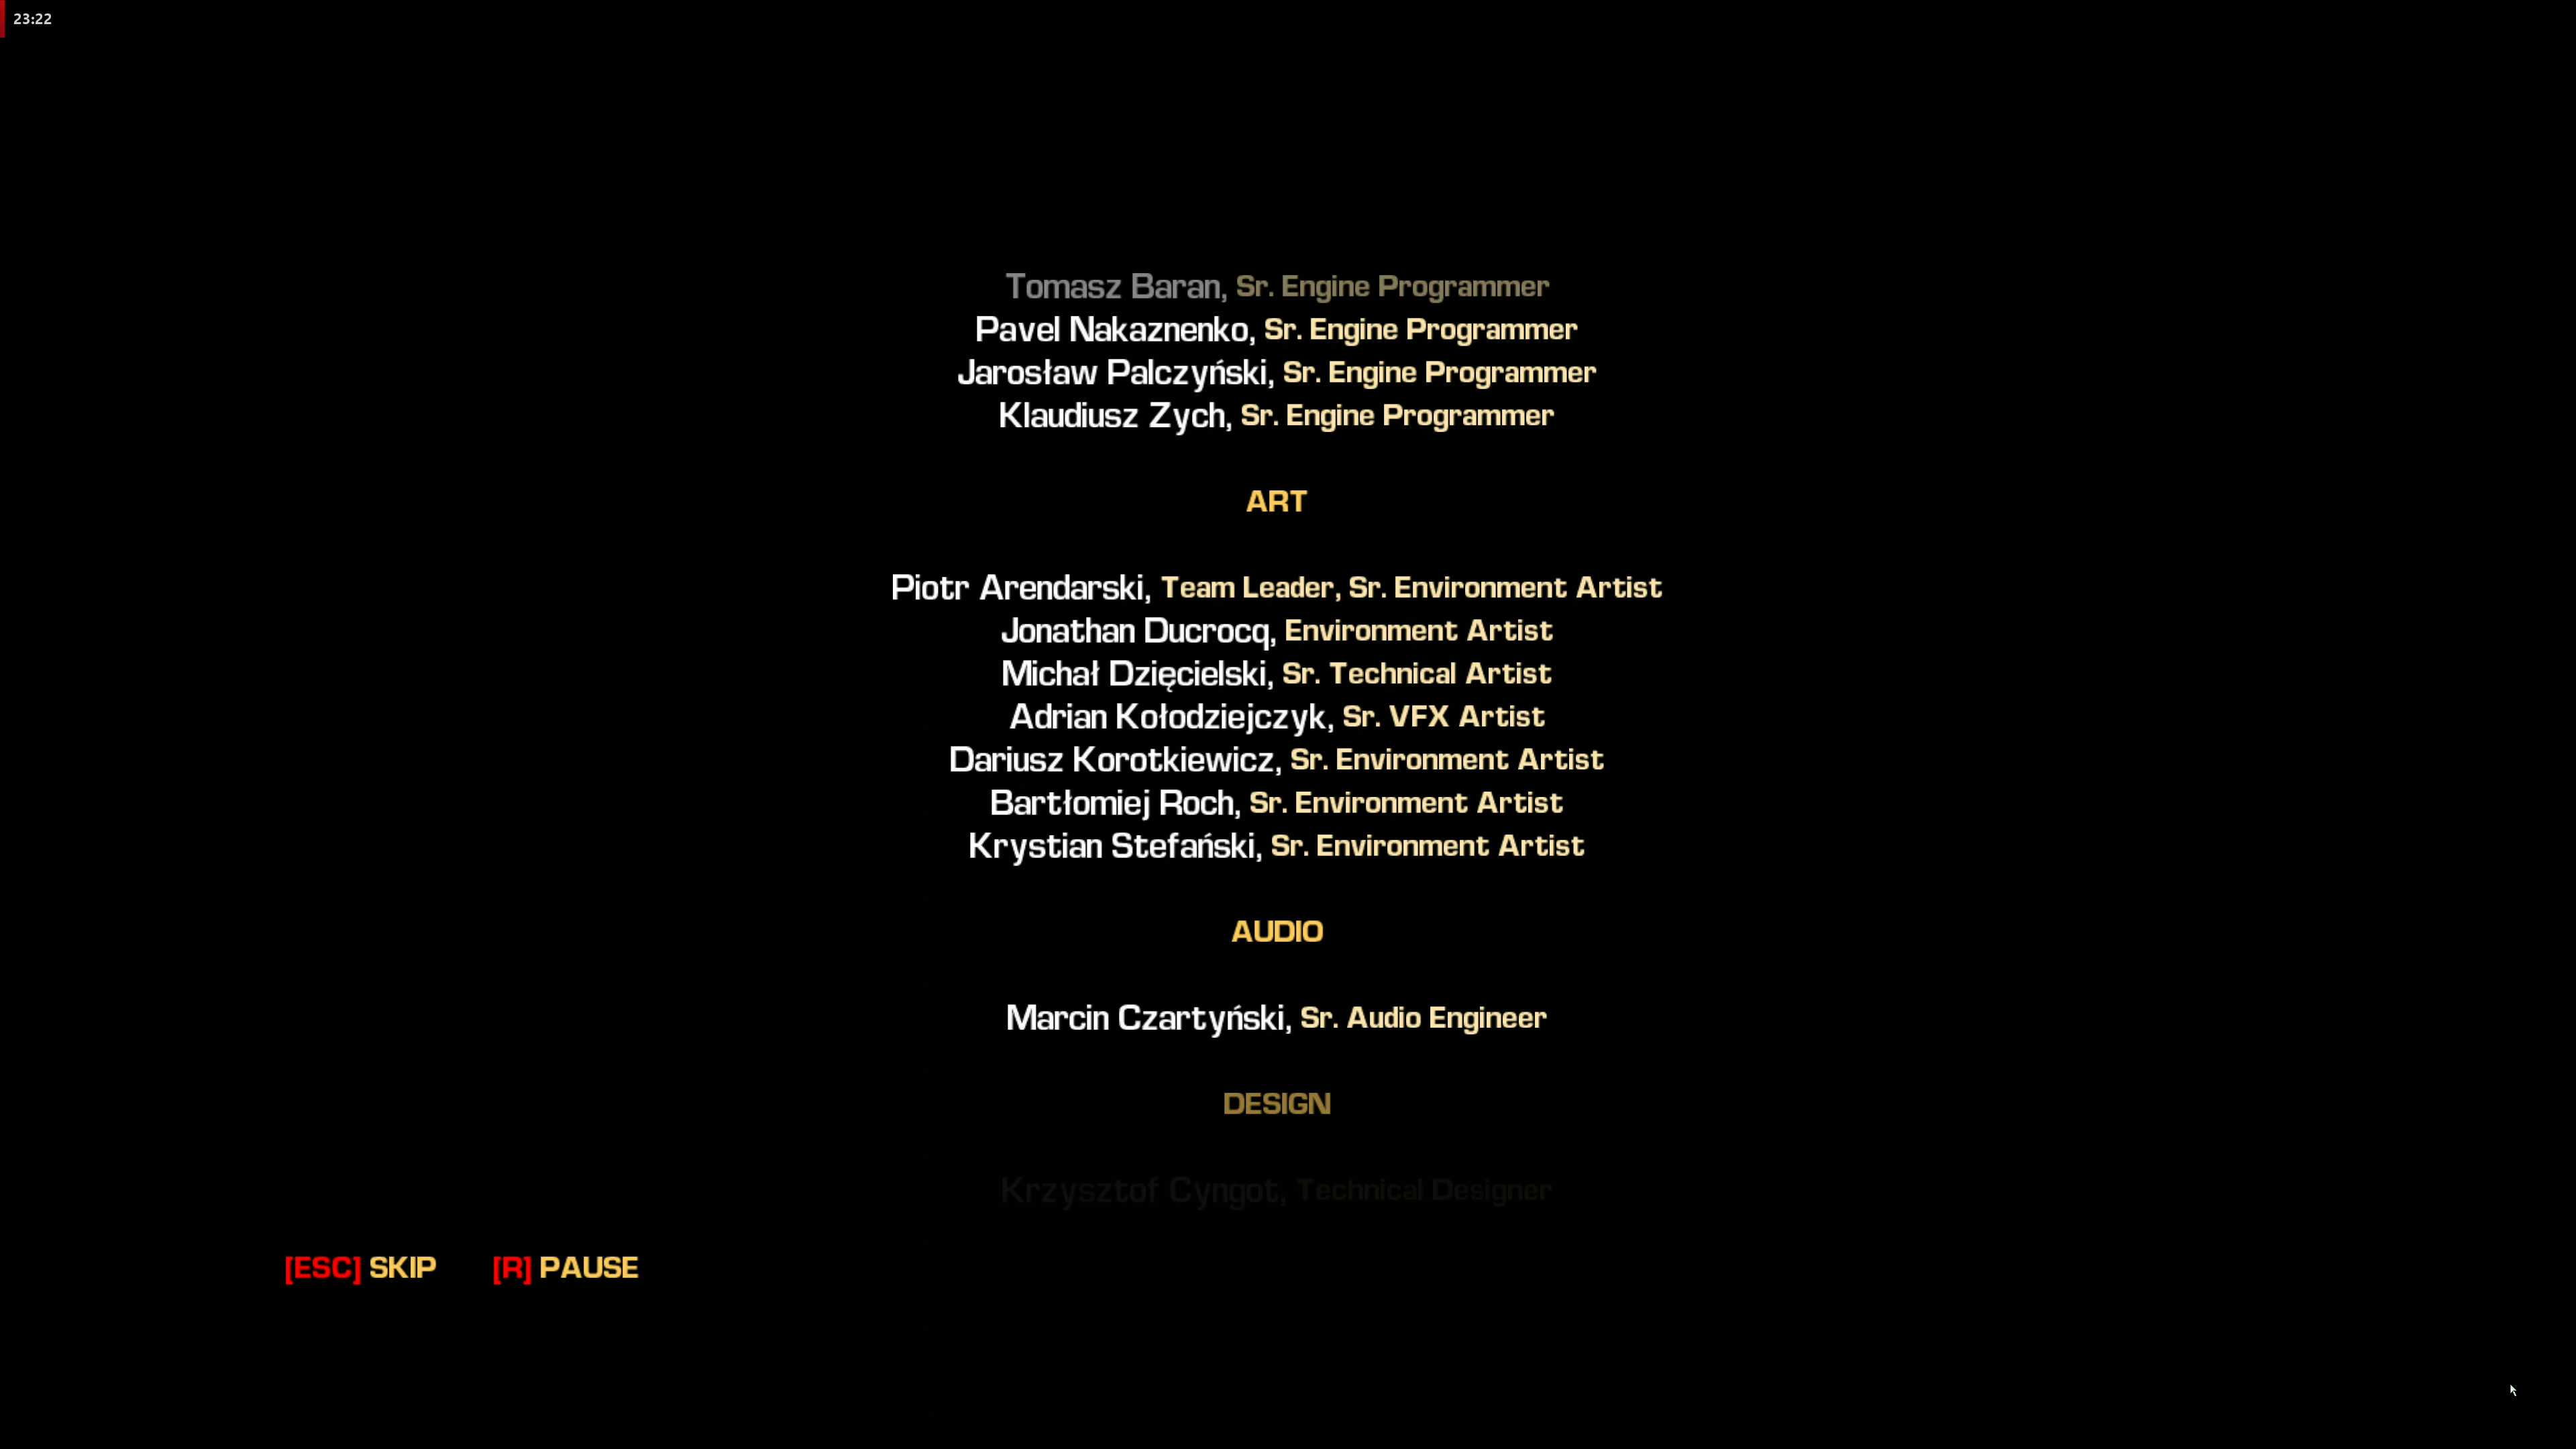 23:22
Tomasz Baran, Sr. Engine Programmer
Pavel Nakaznenko, Sr. Engine Programmer
Jarosław Palczyński, Sr. Engine Programmer
Klaudiusz Zych, Sr. Engine Programmer
ART
Piotr Arendarski, Team Leader, Sr. Environment Artist
Jonathan Ducrocq, Environment Artist
Michał Dzięcielski, Sr. Technical Artist
Adrian Kołodziejczyk, Sr. VFX Artist
Dariusz Korotkiewicz, Sr. Environment Artist
Bartłomiej Roch, Sr. Environment Artist
Krystian Stefański, Sr. Environment Artist
AUDIO
Marcin Czartyński, Sr. Audio Engineer
DESIGN
Krzysztof Cyngot, Technical Designer
[ESC] SKIP [R] PAUSE